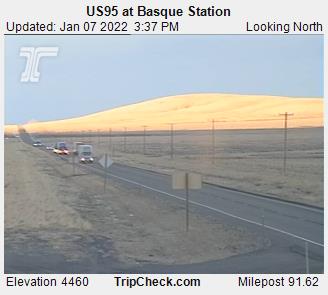 US95 at Basque Station
Updated: Jan 07 2022 3:37 PM Looking North
Elevation 4460 TripCheck.com Milepost 91.62